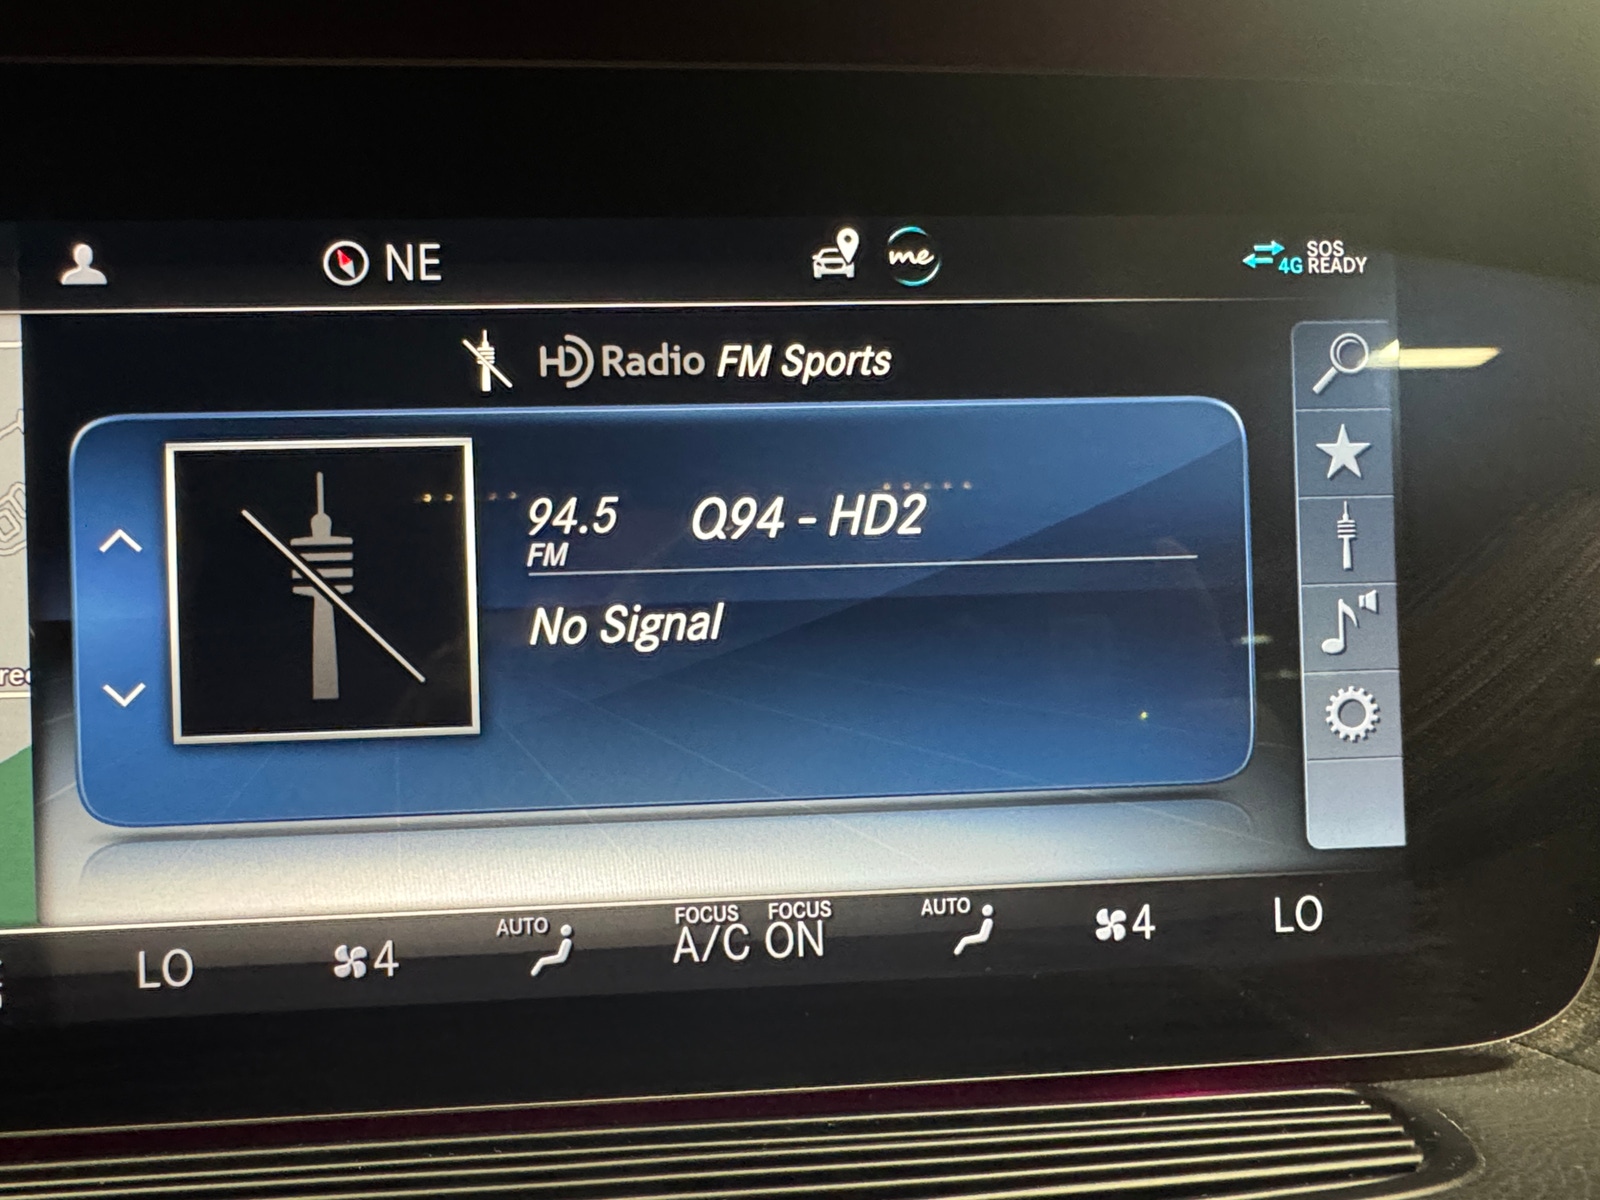 NE
me
4G
SOS
READY
HD Radio FM Sports
94.5 Q94 - HD2
FM
No Signal
LO
4
AUTO
FOCUS FOCUS
A/C ON
AUTO
4
LO